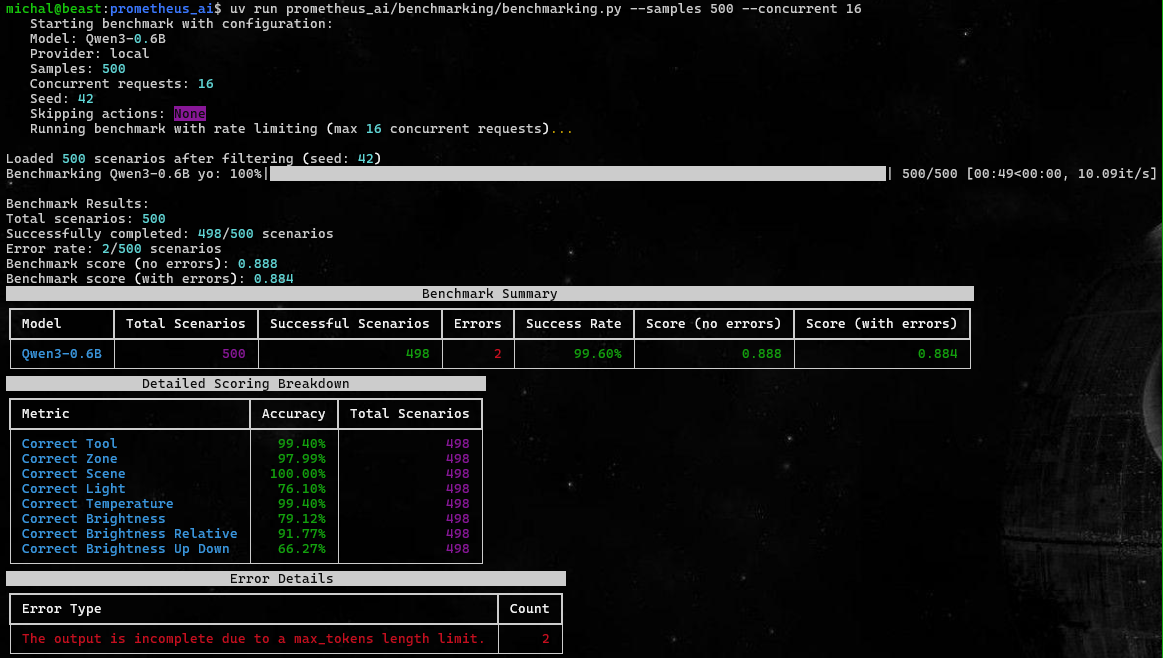 michal@beast:prometheus_ai$ uv run prometheus_ai/benchmarking/benchmarking.py --samples 500 --concurrent 16
Starting benchmark with configuration:
Model: Qwen3-0.6B
Provider: local
Samples: 500
Concurrent requests: 16
Seed: 42
Skipping actions: None
Running benchmark with rate limiting (max 16 concurrent requests)...
Loaded 500 scenarios after filtering (seed: 42)
Benchmarking Qwen3-0.6B yo: 100%| | 500/500 [00:49<00:00, 10.09it/s]
Benchmark Results:
Total scenarios: 500
Successfully completed: 498/500 scenarios
Error rate: 2/500 scenarios
Benchmark score (no errors): 0.888
Benchmark score (with errors): 0.884
Benchmark Summary
Model Total Scenarios Successful Scenarios Errors Success Rate Score (no errors) Score (with errors)
Qwen3-0.6B 500 498 2 99.60% 0.888 0.884
Detailed Scoring Breakdown
Metric Accuracy Total Scenarios
Correct Tool 99.40% 498
Correct Zone 97.99% 498
Correct Scene 100.00% 498
Correct Light 76.10% 498
Correct Temperature 99.40% 498
Correct Brightness 79.12% 498
Correct Brightness Relative 91.77% 498
Correct Brightness Up Down 66.27% 498
Error Details
Error Type Count
The output is incomplete due to a max_tokens length limit. 2